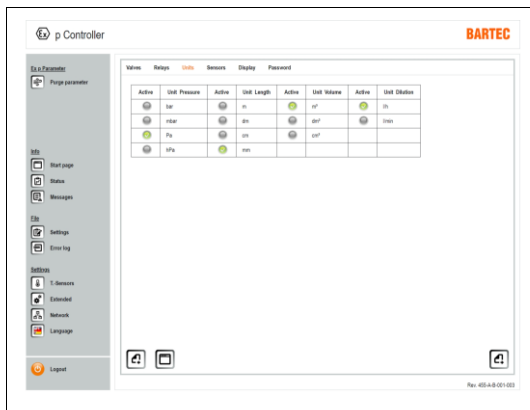 Ex p Controller
BARTEC
Ex p Parameter
Purge parameter
Info
Start page
Status
Messages
File
Settings
Error log
Settings
T.-Sensors
Extended
Network
Language
Logout
Valves Relays Units Sensors Display Password
Active Unit Pressure Active Unit Length Active Unit Volume Active Unit Dilution
bar m m³ l/h
mbar dm dm³ l/min
Pa cm cm³
hPa mm
Rev. 400-A-B-001-003